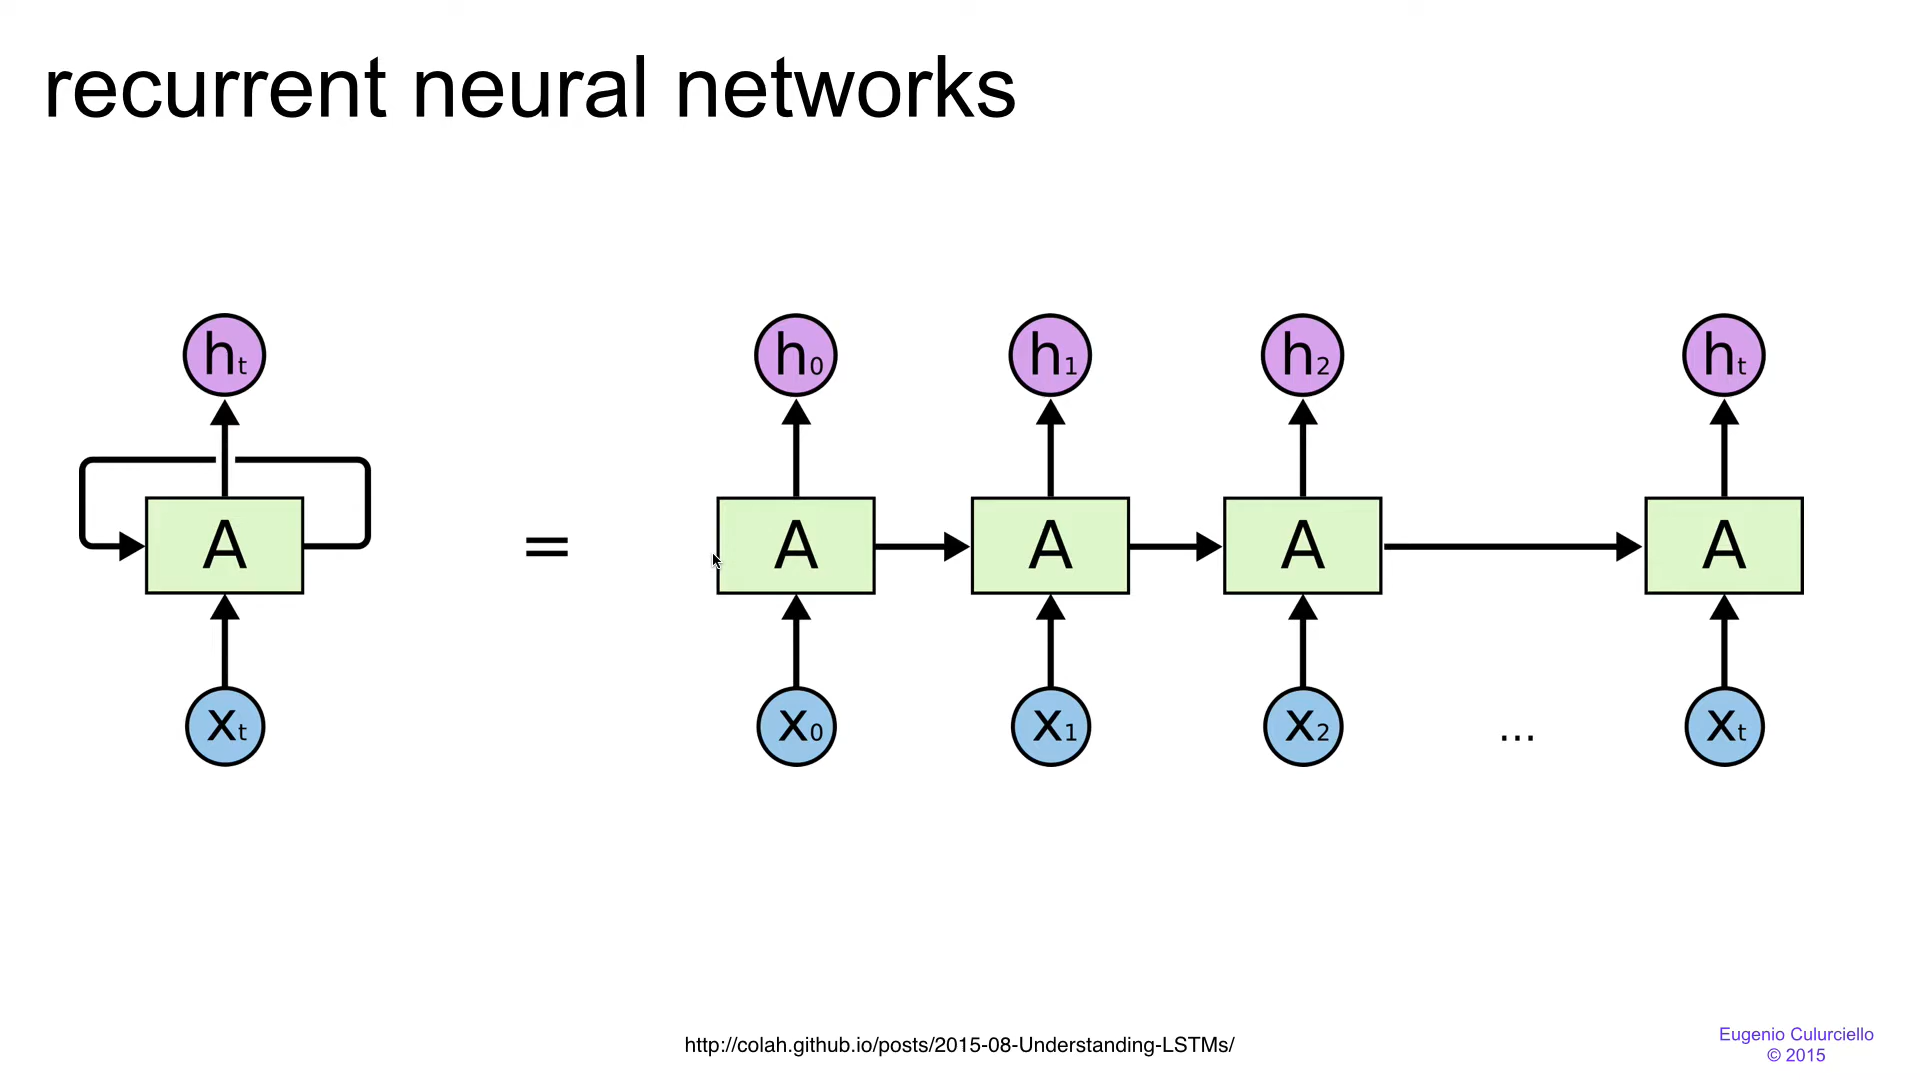 recurrent neural networks
ht
h0
h1
h2
ht
A
=
A
A
A
A
xt
x0
x1
x2
...
xt
http://colah.github.io/posts/2015-08-Understanding-LSTMs/
Eugenio Culurciello
© 2015